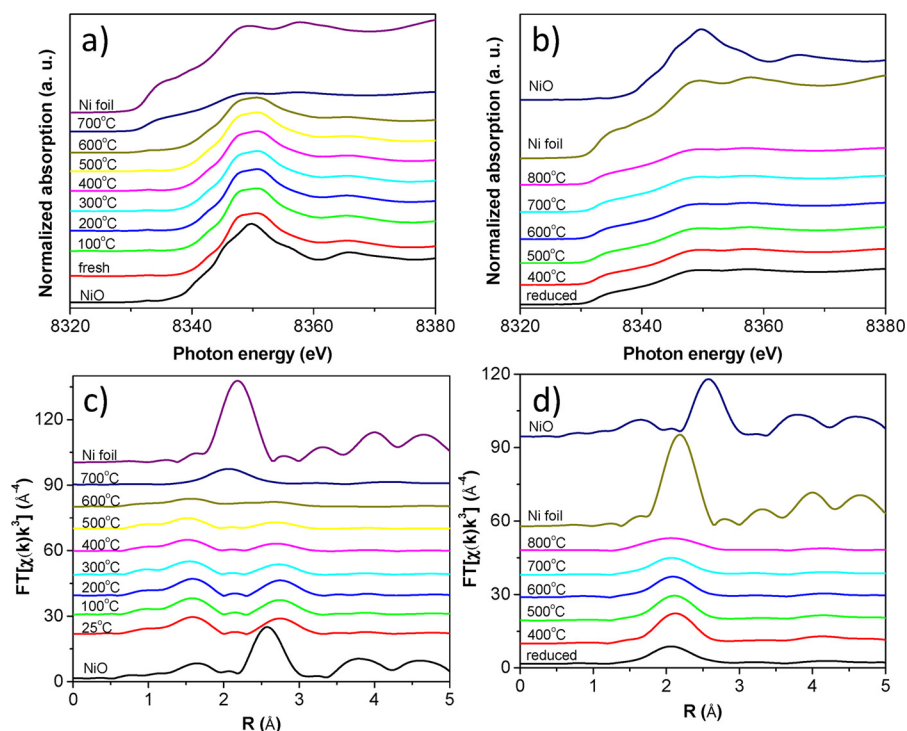 a)
Normalized absorption (a. u.)
Ni foil
700°C
600°C
500°C
400°C
300°C
200°C
100°C
fresh
NiO
8320 8340 8360 8380
Photon energy (eV)
b)
Normalized absorption (a. u.)
NiO
Ni foil
800°C
700°C
600°C
500°C
400°C
reduced
8320 8340 8360 8380
Photon energy (eV)
c)
FT[χ(k)k³] (Å⁻⁴)
120
90
60
30
0
Ni foil
700°C
600°C
500°C
400°C
300°C
200°C
100°C
25°C
NiO
0 1 2 3 4 5
R (Å)
d)
FT[χ(k)k³] (Å⁻⁴)
120
90
60
30
0
NiO
Ni foil
800°C
700°C
600°C
500°C
400°C
reduced
0 1 2 3 4 5
R (Å)